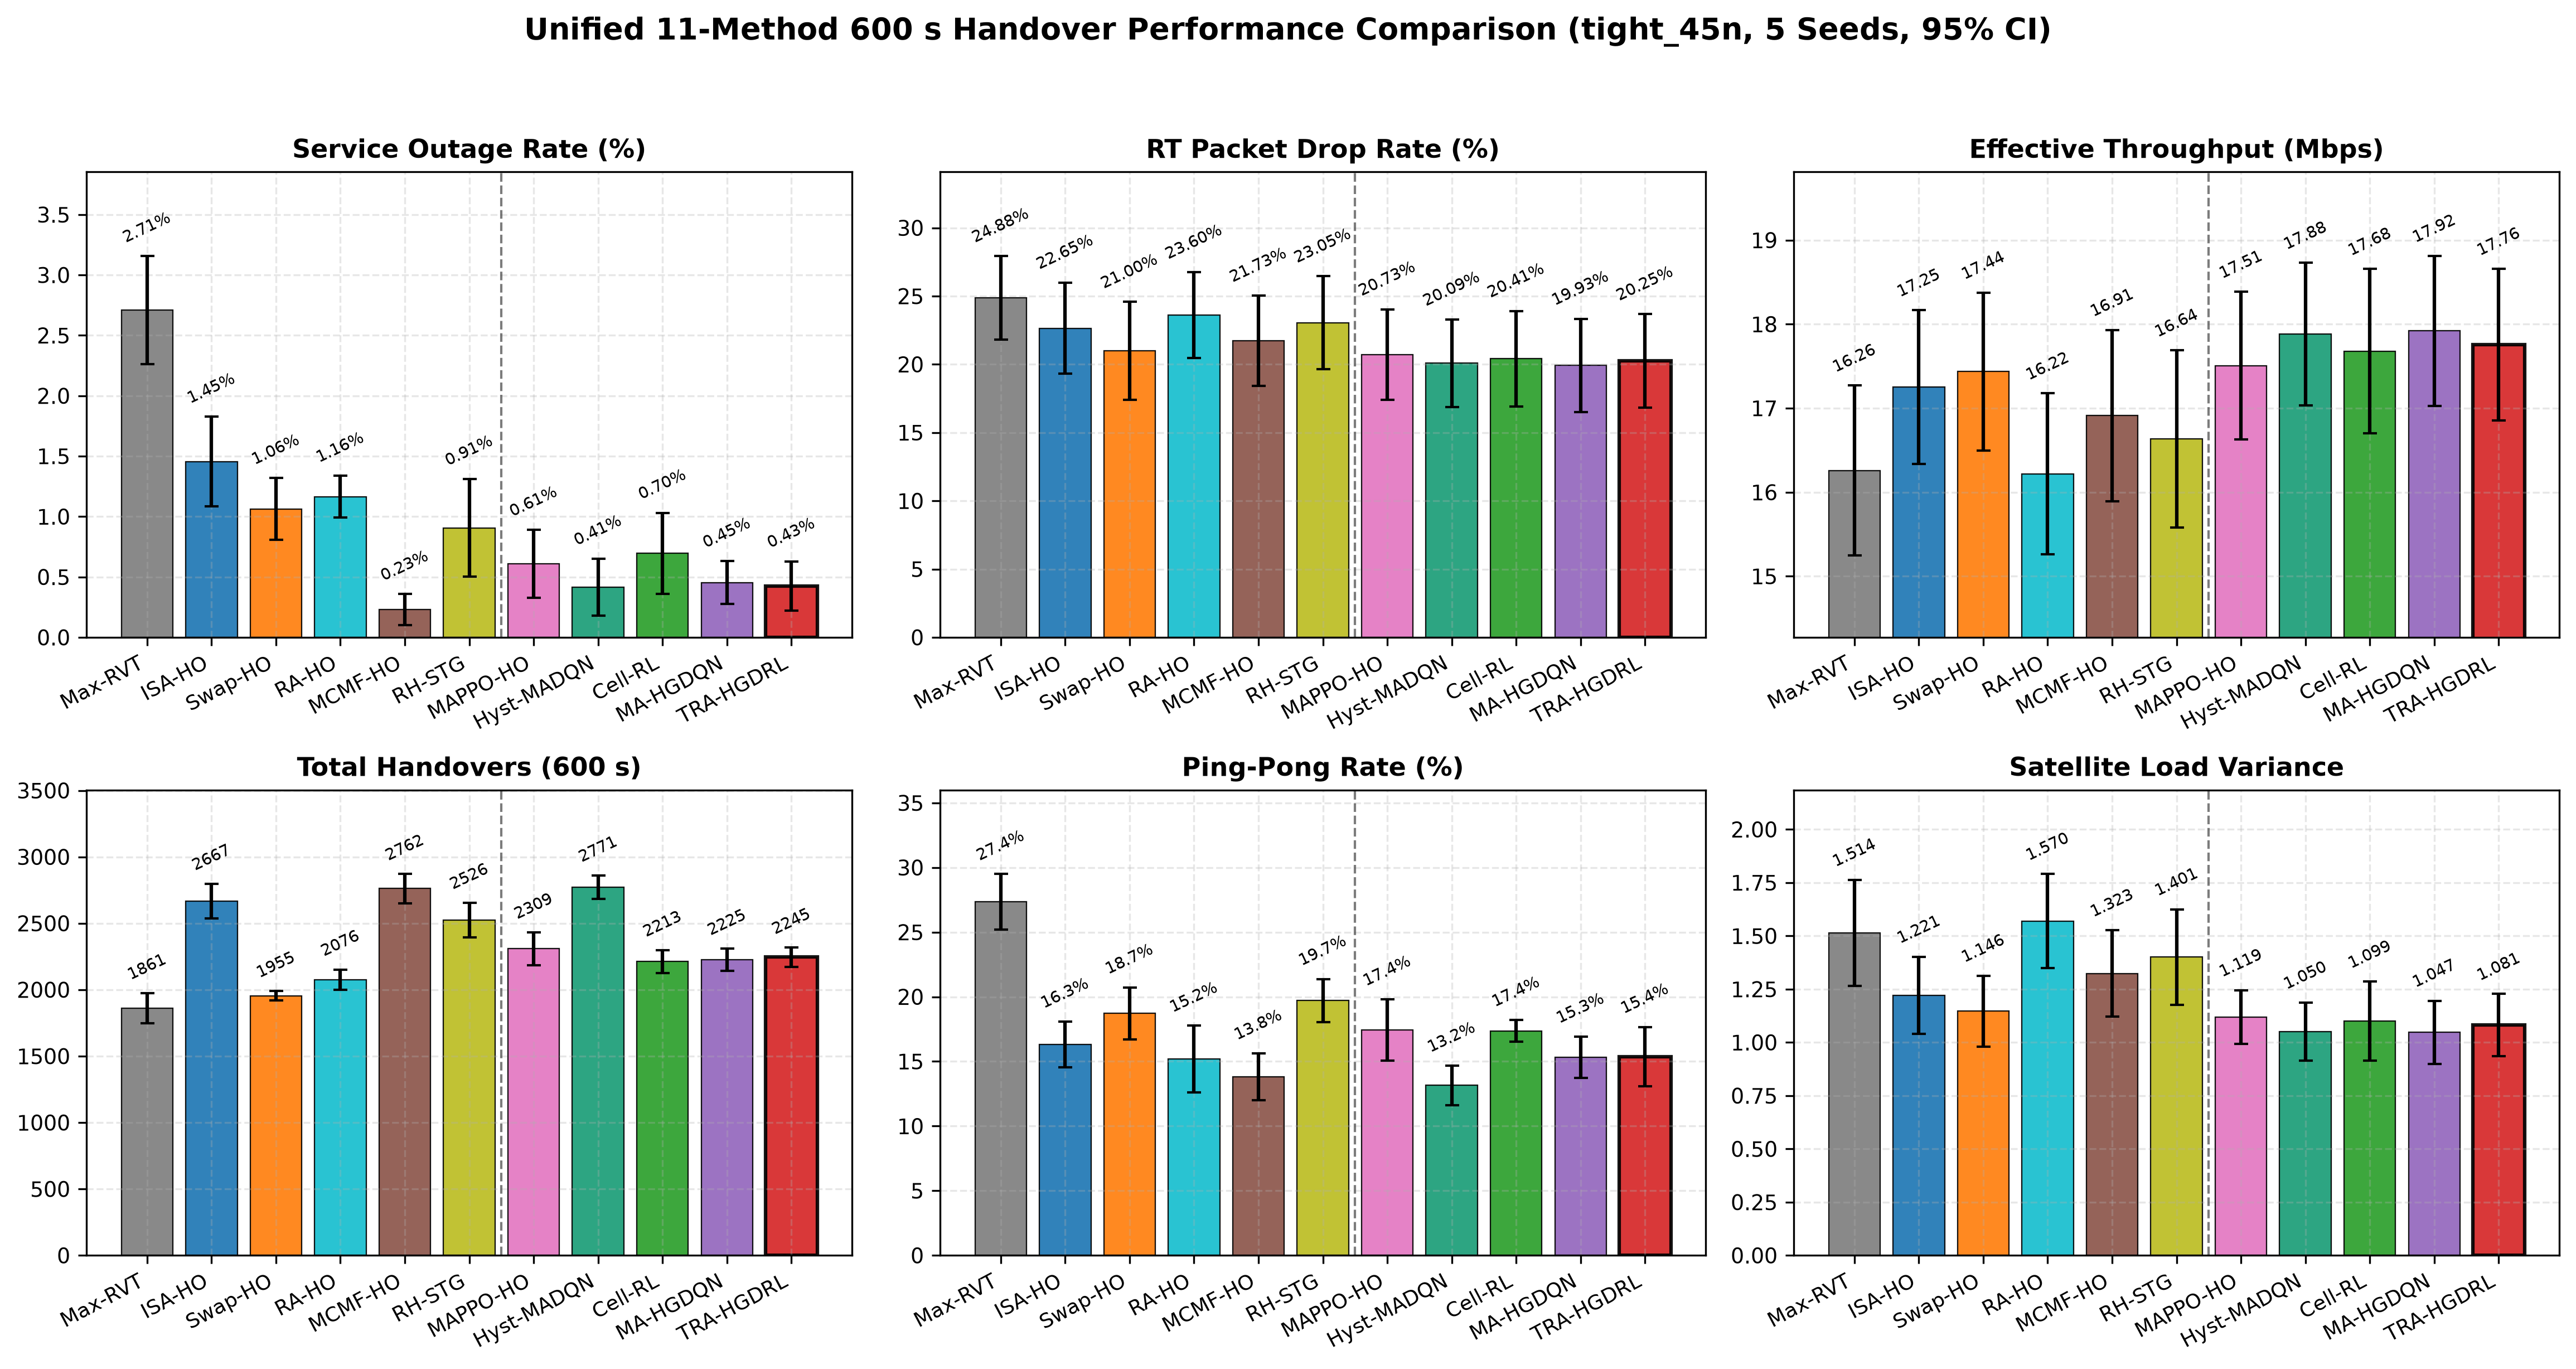 Unified 11-Method 600 s Handover Performance Comparison (tight_45n, 5 Seeds, 95% CI)
Service Outage Rate (%)
3.5
3.0
2.5
2.0
1.5
1.0
0.5
0.0
2.71%
1.45%
1.06%
1.16%
0.23%
0.91%
0.61%
0.41%
0.70%
0.45%
0.43%
Max-RVT
ISA-HO
Swap-HO
RA-HO
MCMF-HO
RH-STG
MAPPO-HO
Hyst-MADQN
Cell-RL
MA-HGDQN
TRA-HGDRL
RT Packet Drop Rate (%)
30
25
20
15
10
5
0
24.88%
22.65%
21.00%
23.60%
21.73%
23.05%
20.73%
20.09%
20.41%
19.93%
20.25%
Max-RVT
ISA-HO
Swap-HO
RA-HO
MCMF-HO
RH-STG
MAPPO-HO
Hyst-MADQN
Cell-RL
MA-HGDQN
TRA-HGDRL
Effective Throughput (Mbps)
19
18
17
16
15
16.26
17.25
17.44
16.22
16.91
16.64
17.51
17.88
17.68
17.92
17.76
Max-RVT
ISA-HO
Swap-HO
RA-HO
MCMF-HO
RH-STG
MAPPO-HO
Hyst-MADQN
Cell-RL
MA-HGDQN
TRA-HGDRL
Total Handovers (600 s)
3500
3000
2500
2000
1500
1000
500
0
1861
2667
1955
2076
2762
2526
2309
2771
2213
2225
2245
Max-RVT
ISA-HO
Swap-HO
RA-HO
MCMF-HO
RH-STG
MAPPO-HO
Hyst-MADQN
Cell-RL
MA-HGDQN
TRA-HGDRL
Ping-Pong Rate (%)
35
30
25
20
15
10
5
0
27.4%
16.3%
18.7%
15.2%
13.8%
19.7%
17.4%
13.2%
17.4%
15.3%
15.4%
Max-RVT
ISA-HO
Swap-HO
RA-HO
MCMF-HO
RH-STG
MAPPO-HO
Hyst-MADQN
Cell-RL
MA-HGDQN
TRA-HGDRL
Satellite Load Variance
2.00
1.75
1.50
1.25
1.00
0.75
0.50
0.25
0.00
1.514
1.221
1.146
1.570
1.323
1.401
1.119
1.050
1.099
1.047
1.081
Max-RVT
ISA-HO
Swap-HO
RA-HO
MCMF-HO
RH-STG
MAPPO-HO
Hyst-MADQN
Cell-RL
MA-HGDQN
TRA-HGDRL